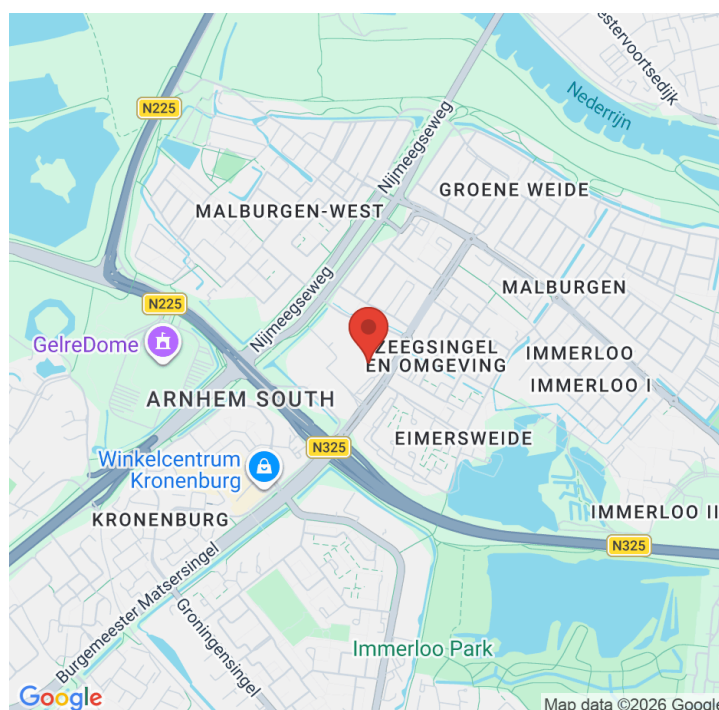 estervoortsedijk
N225
Nederrijn
Nijmeegseweg
GROENE WEIDE
MALBURGEN-WEST
MALBURGEN
N225
Nijmeegseweg
GelreDome
ZEEGSINGEL
EN OMGEVING
IMMERLOO
IMMERLOO I
ARNHEM SOUTH
EIMERSWEIDE
N325
Winkelcentrum
Kronenburg
KRONENBURG
IMMERLOO II
N325
Burgemeester Matsersingel
Groningensingel
Immerloo Park
Google
Map data ©2026 Google